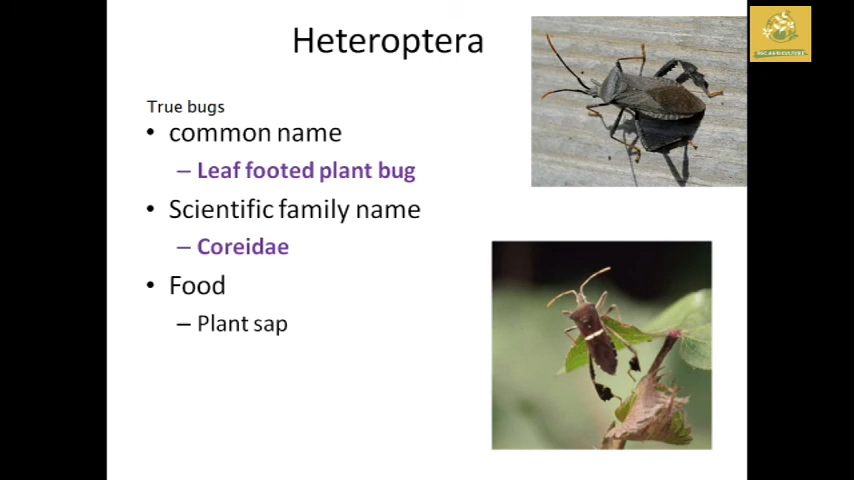 Heteroptera
True bugs
• common name
– Leaf footed plant bug
• Scientific family name
– Coreidae
• Food
– Plant sap